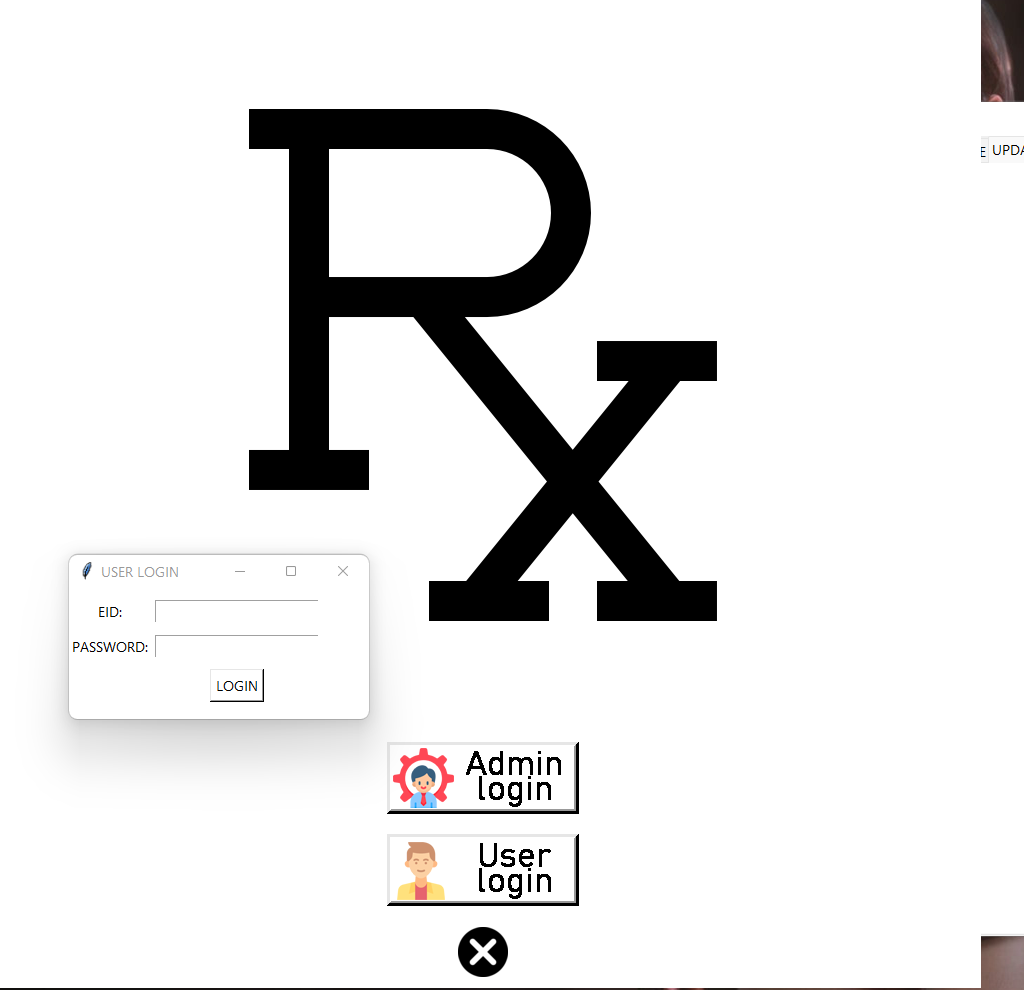 Rx
E UPDA
USER LOGIN
EID:
PASSWORD:
LOGIN
Admin
login
User
login